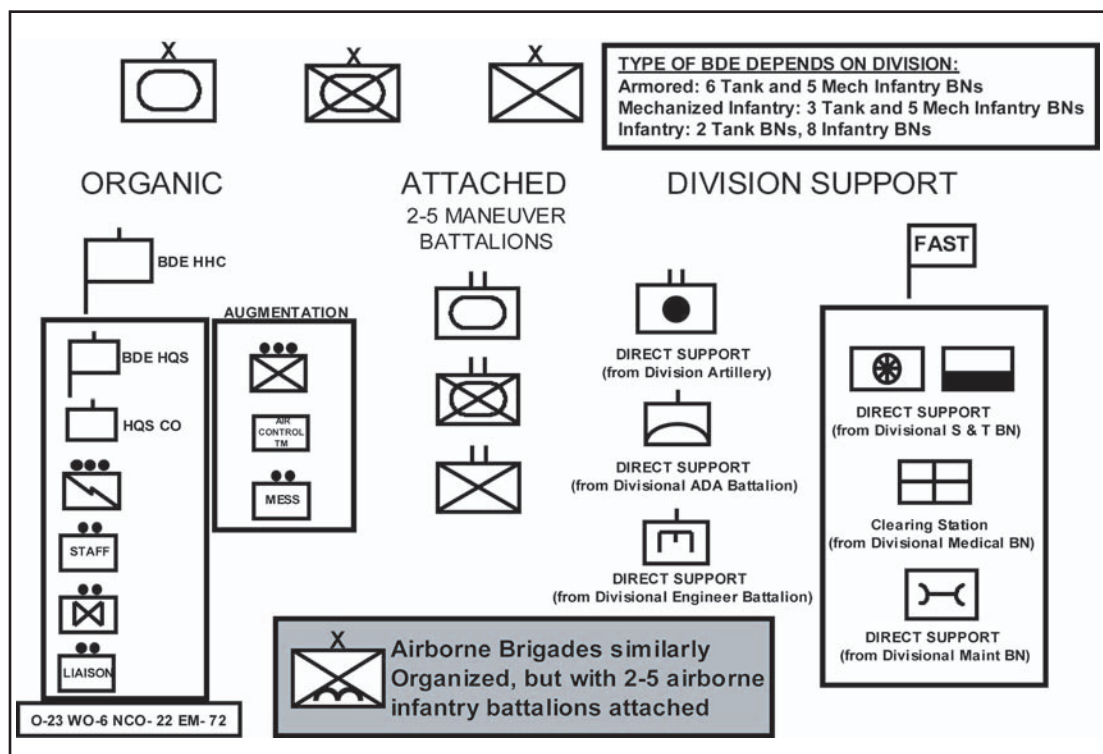 X
X
X
TYPE OF BDE DEPENDS ON DIVISION:
Armored: 6 Tank and 5 Mech Infantry BNs
Mechanized Infantry: 3 Tank and 5 Mech Infantry BNs
Infantry: 2 Tank BNs, 8 Infantry BNs
ORGANIC
BDE HHC
BDE HQS
HQS CO
STAFF
LIAISON
O-23 WO-6 NCO- 22 EM- 72
AUGMENTATION
AIR
CONTROL
TM
MESS
ATTACHED
2-5 MANEUVER
BATTALIONS
DIVISION SUPPORT
DIRECT SUPPORT
(from Division Artillery)
DIRECT SUPPORT
(from Divisional ADA Battalion)
DIRECT SUPPORT
(from Divisional Engineer Battalion)
FAST
DIRECT SUPPORT
(from Divisional S & T BN)
Clearing Station
(from Divisional Medical BN)
DIRECT SUPPORT
(from Divisional Maint BN)
X
Airborne Brigades similarly
Organized, but with 2-5 airborne
infantry battalions attached